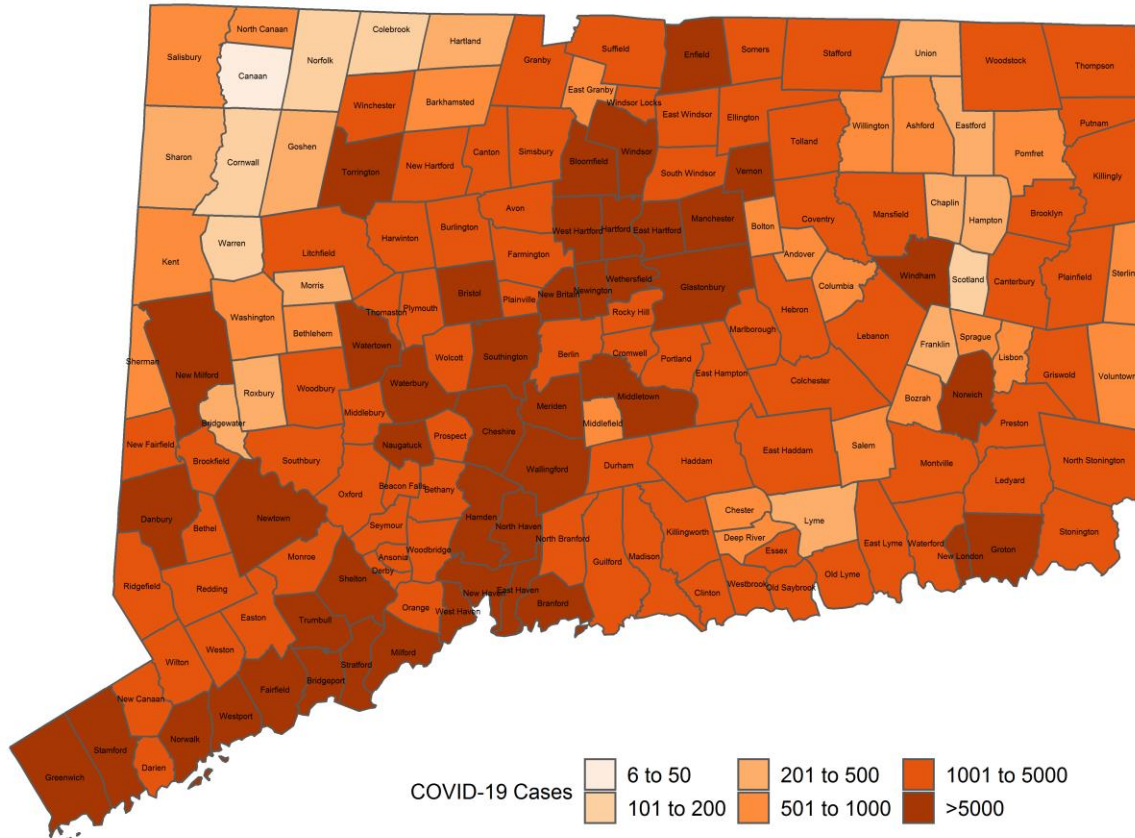 North Canaan
Colebrook
Hartland
Salisbury
Norfolk
Canaan
Granby
Suffield
Enfield
Somers
Stafford
Union
Woodstock
Thompson
Winchester
Barkhamsted
East Granby
Windsor Locks
East Windsor
Ellington
Willington
Ashford
Eastford
Putnam
Sharon
Cornwall
Goshen
Torrington
New Hartford
Canton
Simsbury
Bloomfield
Windsor
South Windsor
Vernon
Tolland
Pomfret
Killingly
Kent
Warren
Litchfield
Harwinton
Burlington
Avon
Farmington
West Hartford
Hartford
East Hartford
Manchester
Bolton
Coventry
Mansfield
Chaplin
Hampton
Brooklyn
Andover
Columbia
Windham
Scotland
Canterbury
Plainfield
Sterlin
Morris
Washington
Bethlehem
Thomaston
Plymouth
Bristol
Plainville
New Britain
Newington
Wethersfield
Glastonbury
Rocky Hill
Marlborough
Hebron
Lebanon
Franklin
Sprague
Lisbon
Griswold
Voluntown
Sherman
New Milford
Roxbury
Woodbury
Watertown
Waterbury
Wolcott
Southington
Berlin
Cromwell
Portland
East Hampton
Colchester
Bozrah
Norwich
Preston
Bridgewater
New Fairfield
Brookfield
Southbury
Middlebury
Naugatuck
Prospect
Cheshire
Meriden
Middlefield
Middletown
Salem
Montville
North Stonington
Danbury
Bethel
Newtown
Oxford
Beacon Falls
Bethany
Wallingford
Durham
Haddam
East Haddam
Ledyard
Seymour
Hamden
North Haven
North Branford
Guilford
Madison
Killingworth
Chester
Deep River
Lyme
Essex
East Lyme
Waterford
New London
Groton
Stonington
Ridgefield
Redding
Monroe
Ansonia
Derby
Woodbridge
Shelton
Orange
New Haven
East Haven
West Haven
Branford
Clinton
Westbrook
Old Saybrook
Old Lyme
Easton
Trumbull
Wilton
Weston
Milford
Stratford
Bridgeport
Fairfield
New Canaan
Westport
Norwalk
Stamford
Greenwich
Darien
COVID-19 Cases
6 to 50
101 to 200
201 to 500
501 to 1000
1001 to 5000
>5000